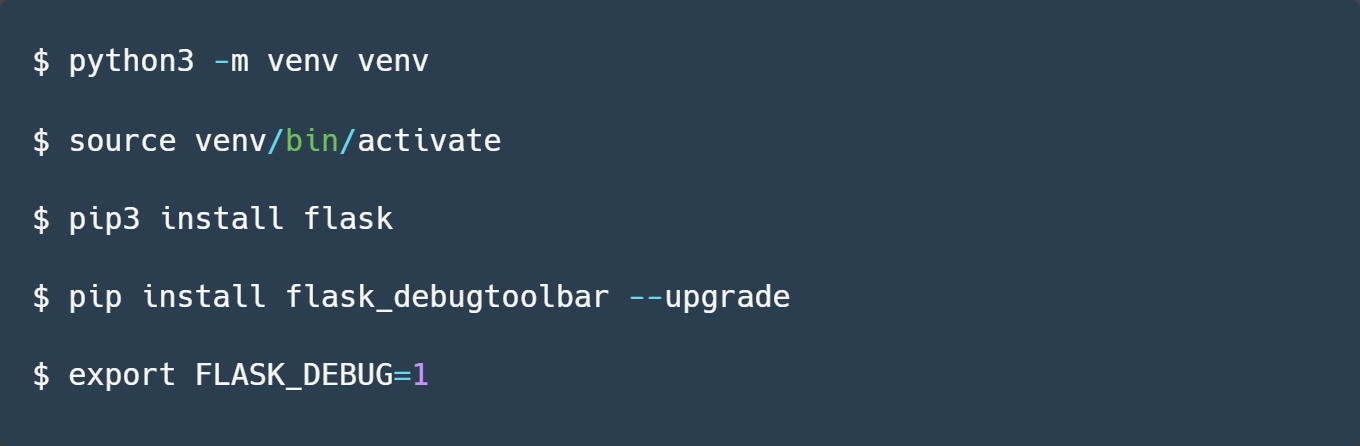 $ python3 -m venv venv
$ source venv/bin/activate
$ pip3 install flask
$ pip install flask_debugtoolbar --upgrade
$ export FLASK_DEBUG=1